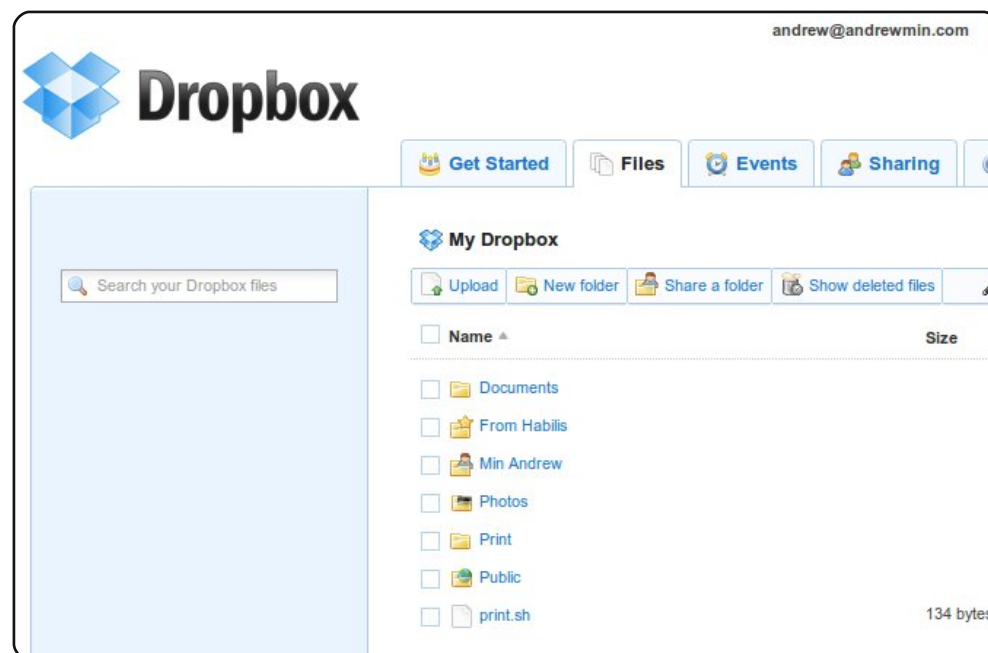 andrew@andrewmin.com
Dropbox
Get Started Files Events Sharing
My Dropbox
Search your Dropbox files
Upload New folder Share a folder Show deleted files
Name Size
Documents
From Habilis
Min Andrew
Photos
Print
Public
print.sh 134 bytes